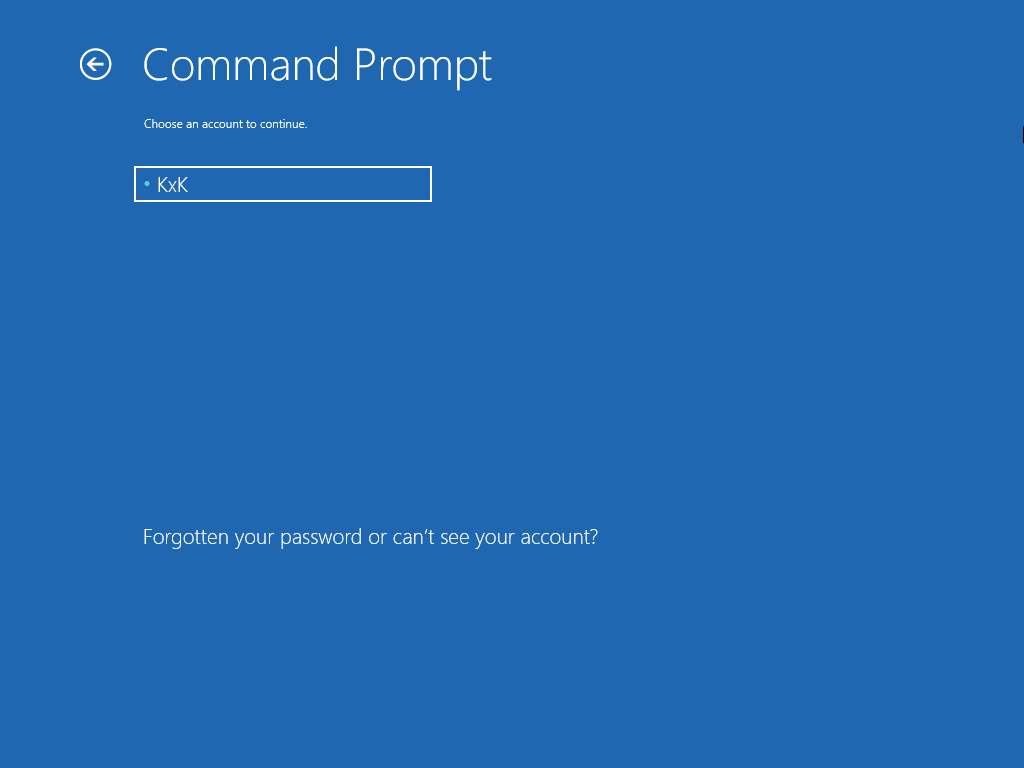 Command Prompt
Choose an account to continue.
KxK
Forgotten your password or can't see your account?